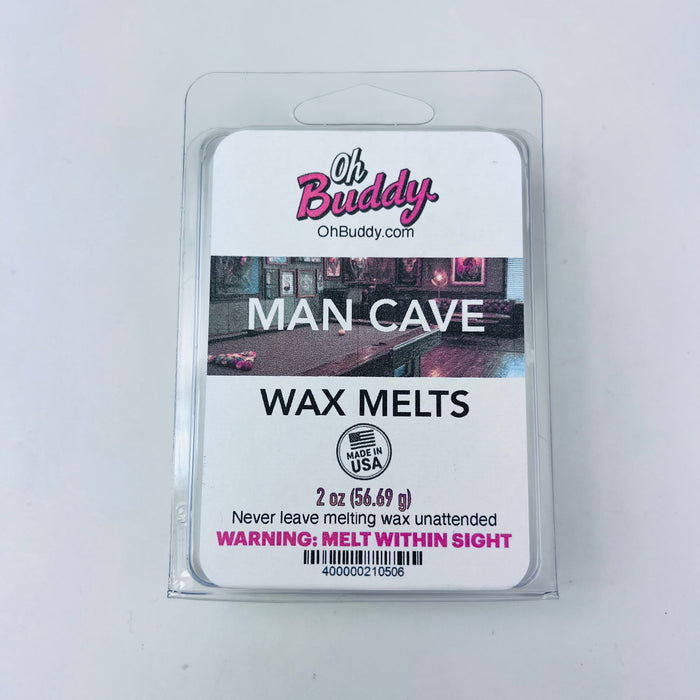 Oh
Buddy
OhBuddy.com
MAN CAVE
WAX MELTS
MADE IN
USA
2 oz (56.69 g)
Never leave melting wax unattended
WARNING: MELT WITHIN SIGHT
400000210506